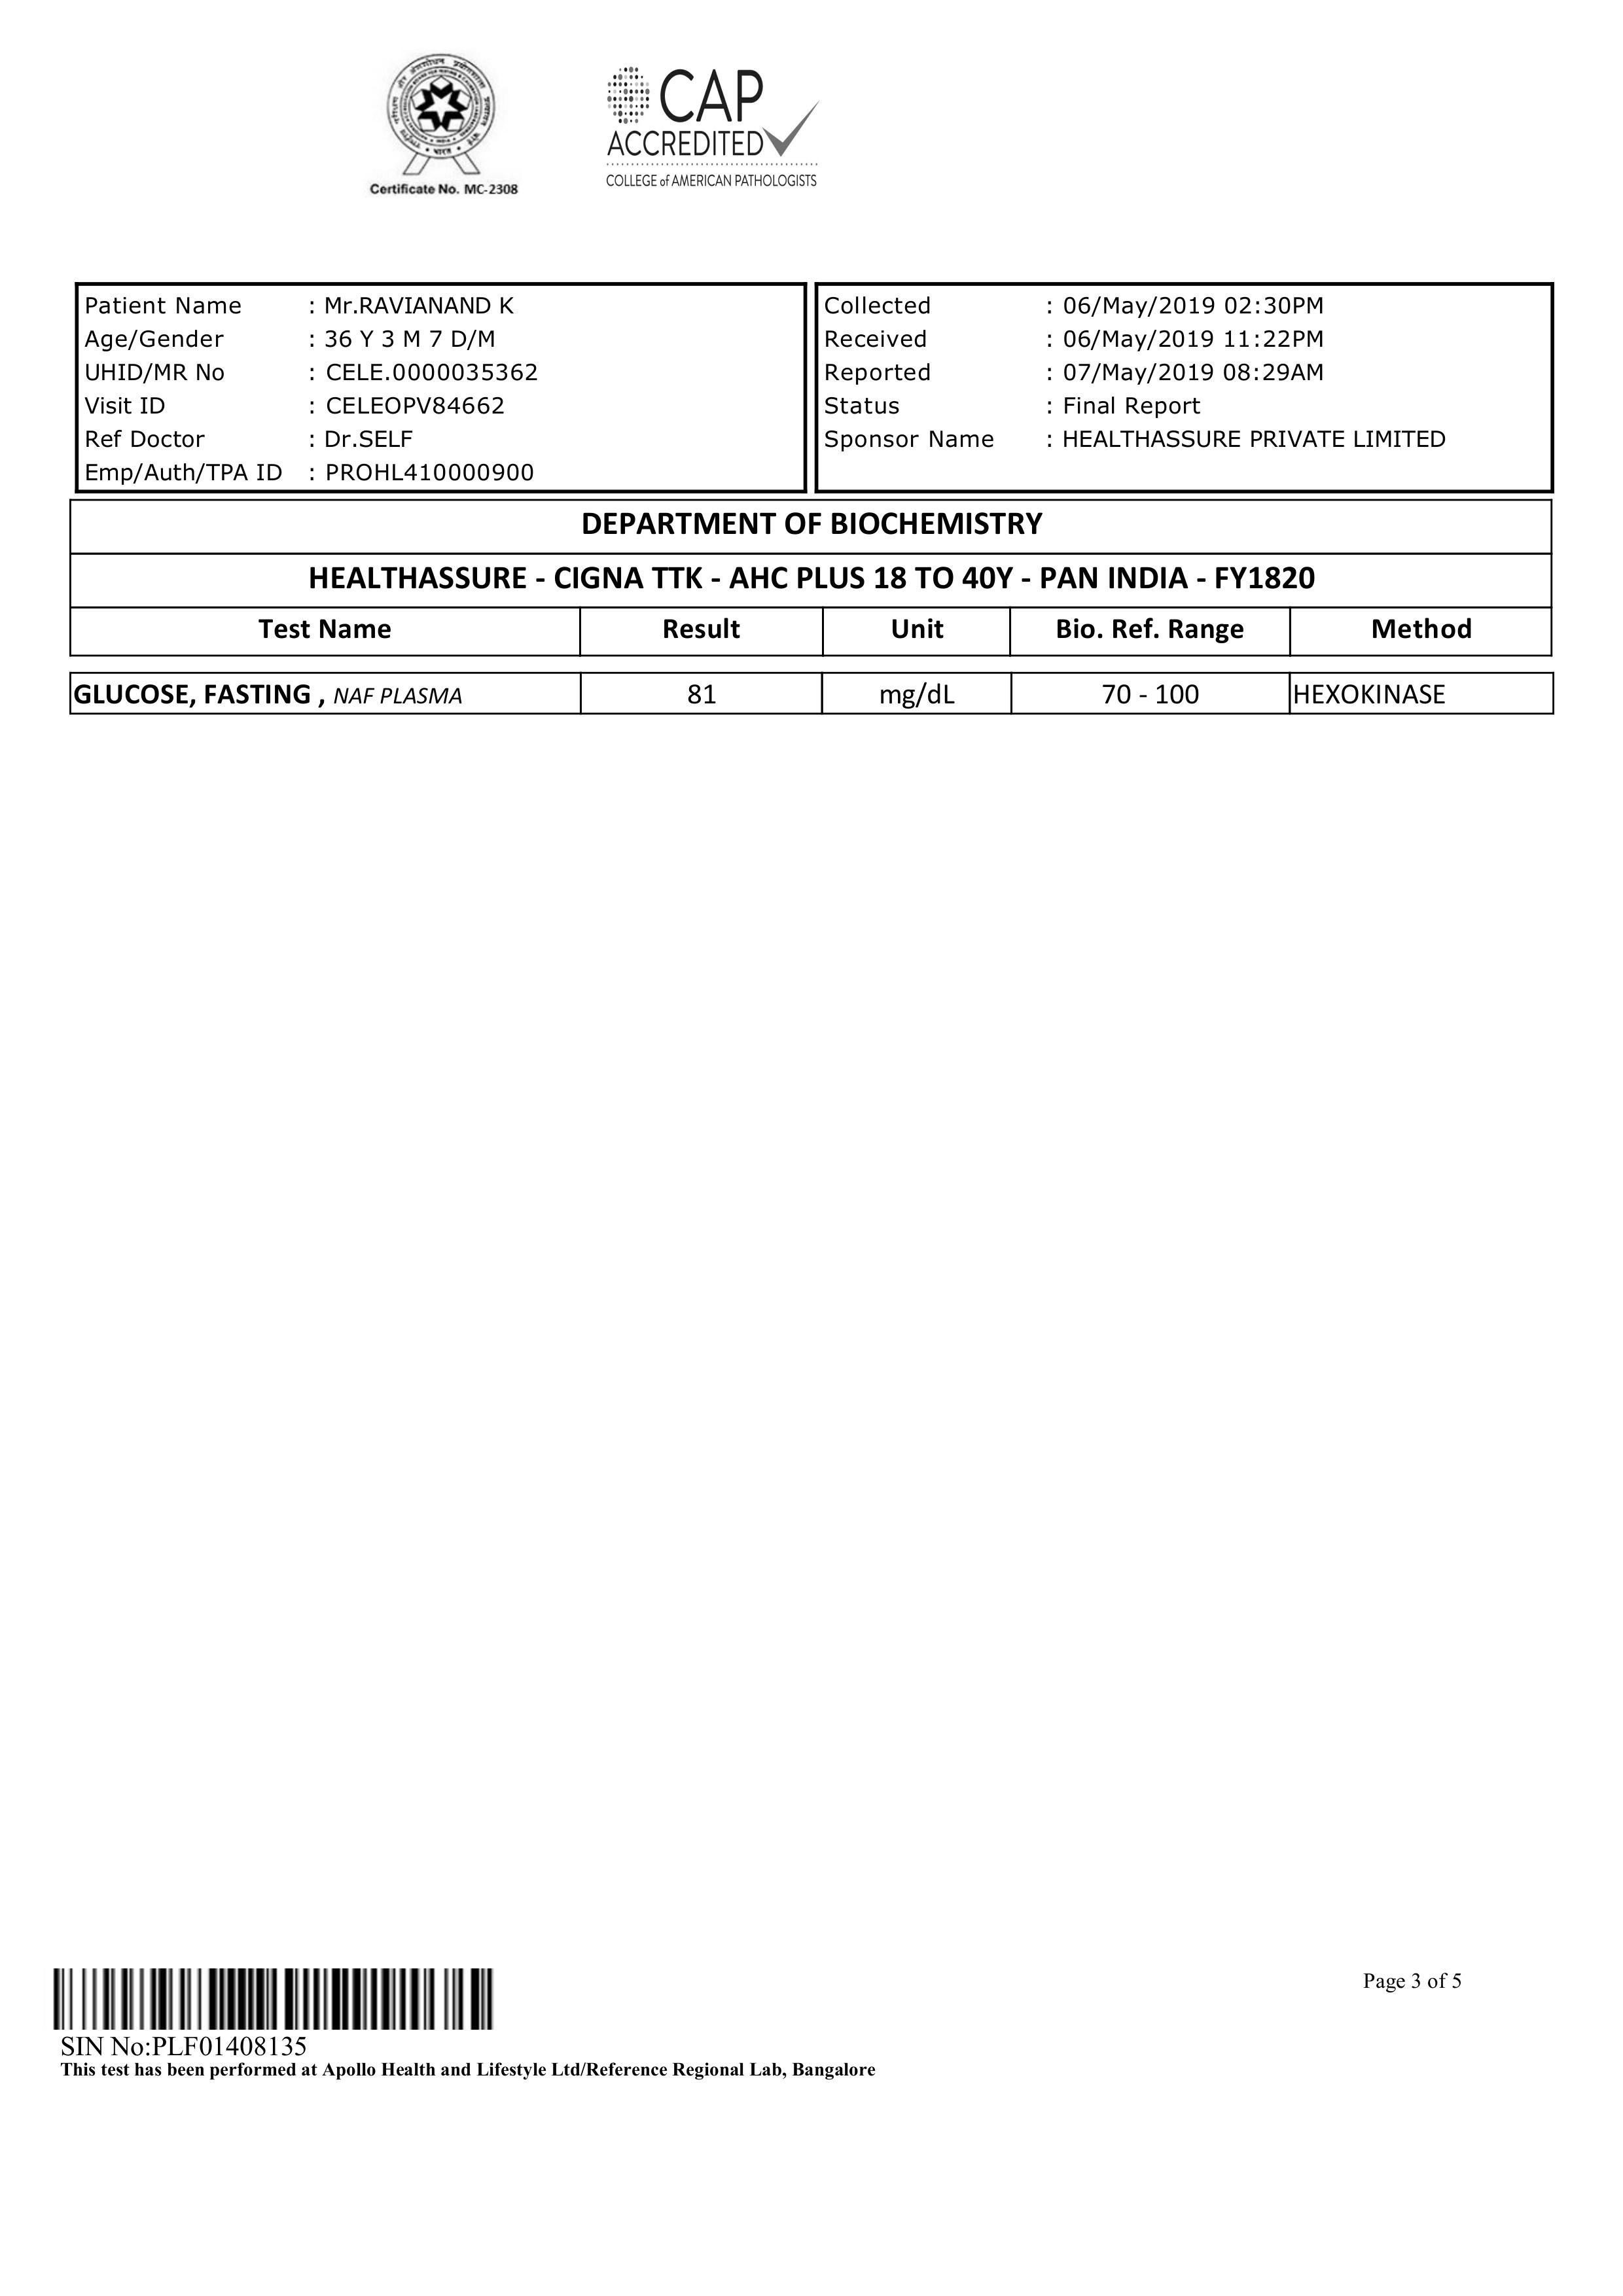 Certificate No. MC-2308
CAP
ACCREDITED
COLLEGE of AMERICAN PATHOLOGISTS
Patient Name : Mr.RAVIANAND K
Age/Gender : 36 Y 3 M 7 D/M
UHID/MR No : CELE.0000035362
Visit ID : CELEOPV84662
Ref Doctor : Dr.SELF
Emp/Auth/TPA ID : PROHL410000900
Collected : 06/May/2019 02:30PM
Received : 06/May/2019 11:22PM
Reported : 07/May/2019 08:29AM
Status : Final Report
Sponsor Name : HEALTHASSURE PRIVATE LIMITED
DEPARTMENT OF BIOCHEMISTRY
HEALTHASSURE - CIGNA TTK - AHC PLUS 18 TO 40Y - PAN INDIA - FY1820
Test Name Result Unit Bio. Ref. Range Method
GLUCOSE, FASTING , NAF PLASMA 81 mg/dL 70 - 100 HEXOKINASE
Page 3 of 5
SIN No:PLF01408135
This test has been performed at Apollo Health and Lifestyle Ltd/Reference Regional Lab, Bangalore